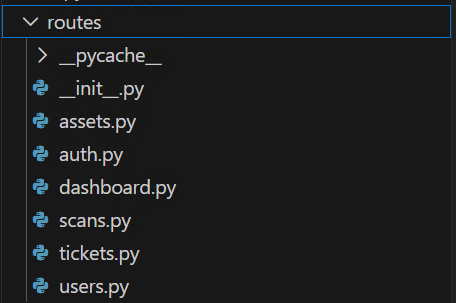 routes
__pycache__
__init__.py
assets.py
auth.py
dashboard.py
scans.py
tickets.py
users.py